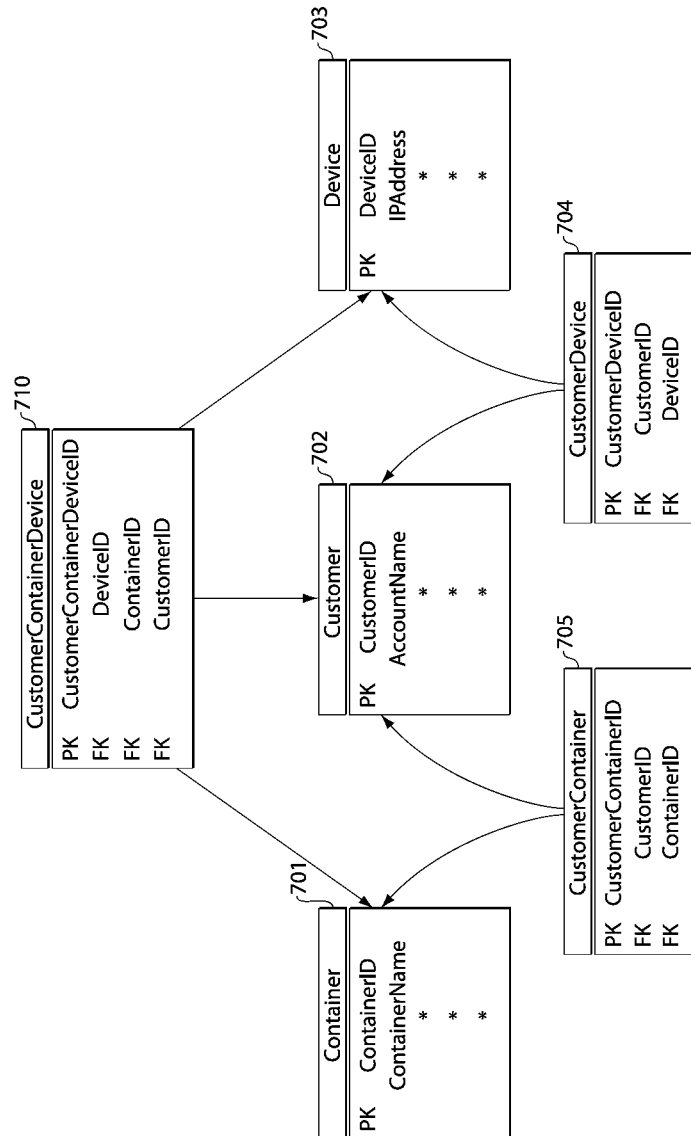 CustomerContainerDevice 710
PK CustomerContainerDeviceID
FK DeviceID
FK ContainerID
FK CustomerID
Container 701
PK ContainerID
ContainerName
*
*
*
Customer 702
PK CustomerID
AccountName
*
*
*
Device 703
PK DeviceID
IPAddress
*
*
*
CustomerContainer 705
PK CustomerContainerID
FK CustomerID
FK ContainerID
CustomerDevice 704
PK CustomerDeviceID
FK CustomerID
FK DeviceID